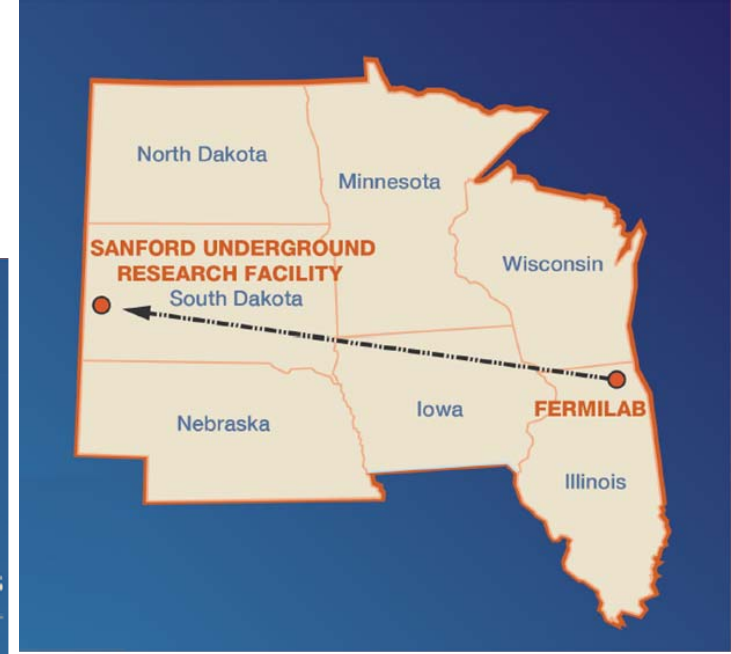 North Dakota
Minnesota
SANFORD UNDERGROUND
RESEARCH FACILITY
Wisconsin
South Dakota
Nebraska
Iowa
FERMILAB
Illinois